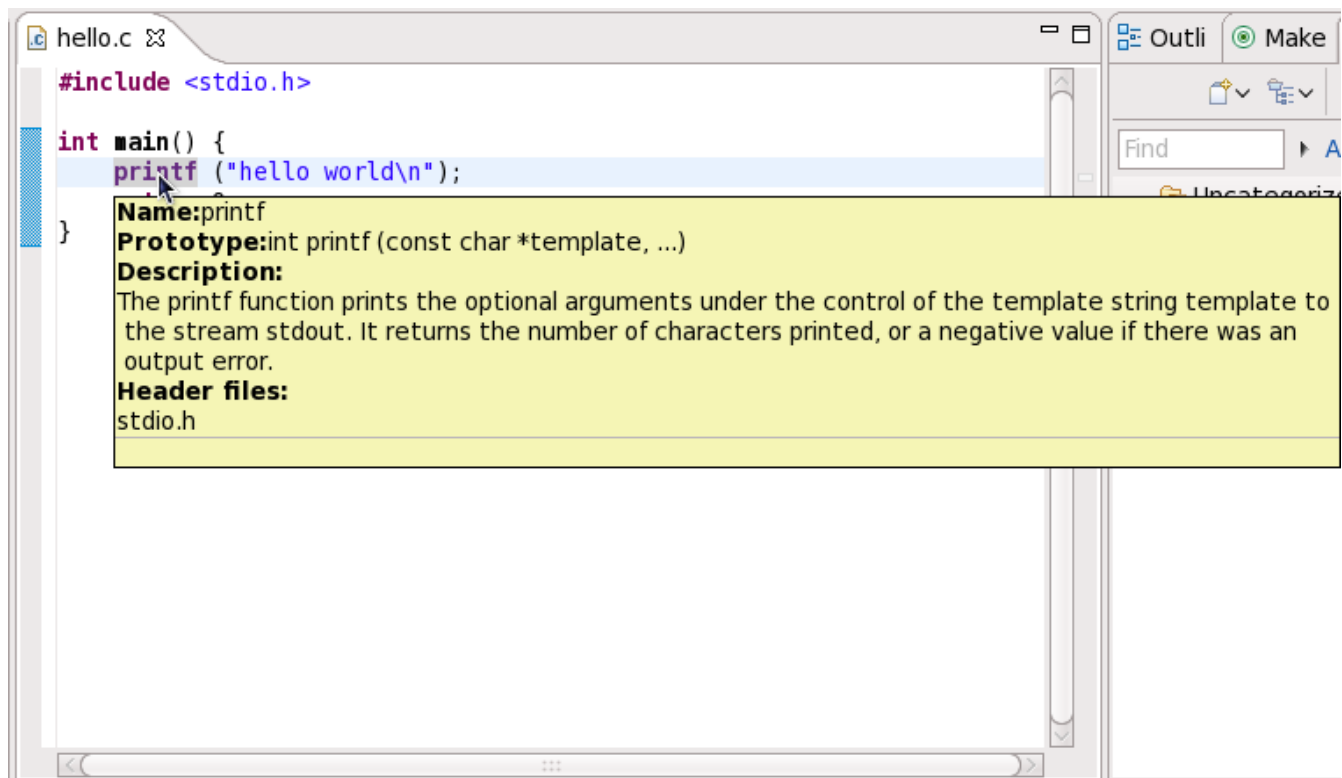 hello.c
Outli
Make
#include <stdio.h>
int main() {
printf ("hello world\n");
}
Find
A
Name:printf
Prototype:int printf (const char *template, ...)
Description:
The printf function prints the optional arguments under the control of the template string template to
the stream stdout. It returns the number of characters printed, or a negative value if there was an
output error.
Header files:
stdio.h